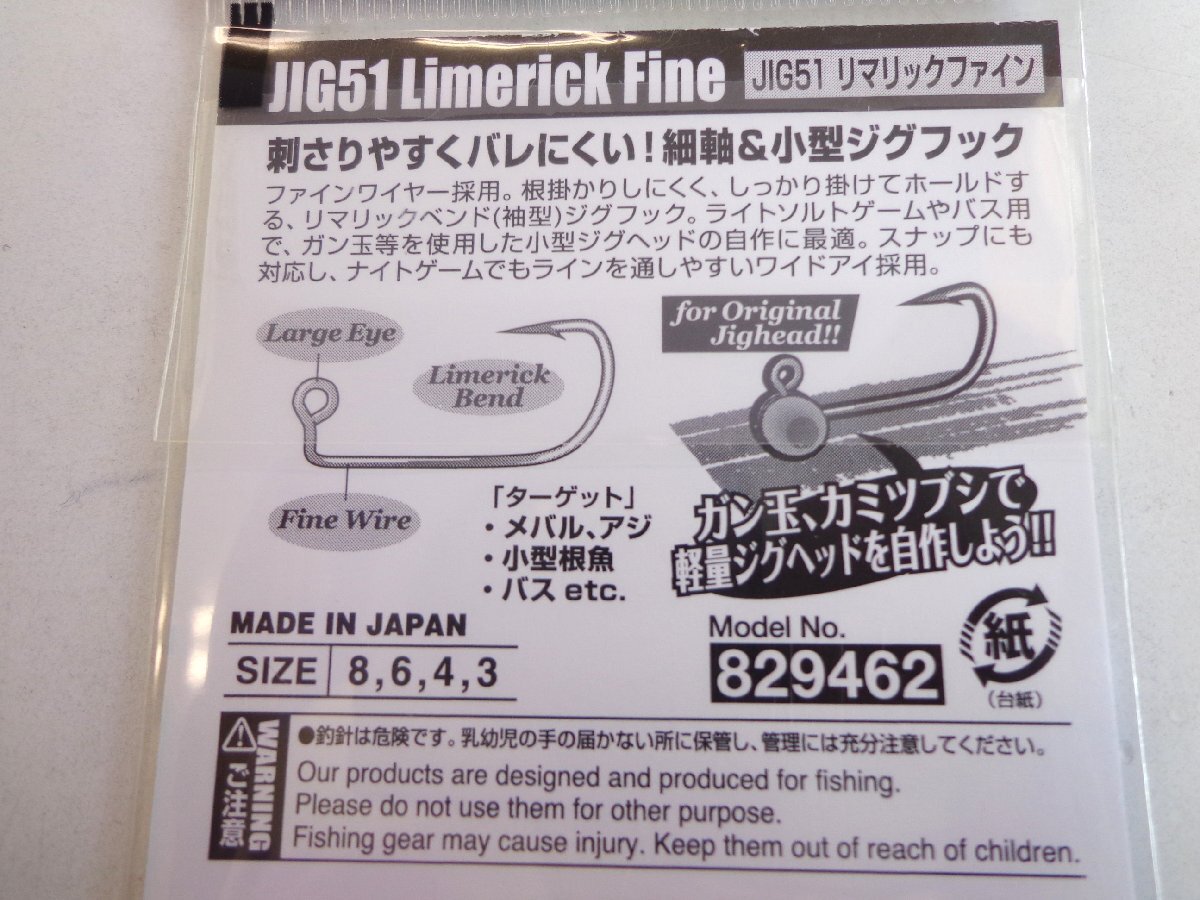 JIG51 Limerick Fine JIG51 リマリックファイン
刺さりやすくバレにくい!細軸&小型ジグフック
ファインワイヤー採用。根掛かりしにくく、しっかり掛けてホールドす
る、リマリックベンド(袖型)ジグフック。ライトソルトゲームやバス用
で、ガン玉等を使用した小型ジグヘッドの自作に最適。スナップにも
対応し、ナイトゲームでもラインを通しやすいワイドアイ採用。
Large Eye
Limerick
Bend
Fine Wire
for Original
Jighead!!
「ターゲット」
・メバル、アジ
・小型根魚
・バス etc.
ガン玉、カミツブシで
軽量ジグヘッドを自作しよう!!
MADE IN JAPAN
SIZE 8,6,4,3
Model No.
829462
紙
(台紙)
WARNING
ご注意
●釣針は危険です。乳幼児の手の届かない所に保管し、管理には充分注意してください。
Our products are designed and produced for fishing.
Please do not use them for other purpose.
Fishing gear may cause injury. Keep them out of reach of children.